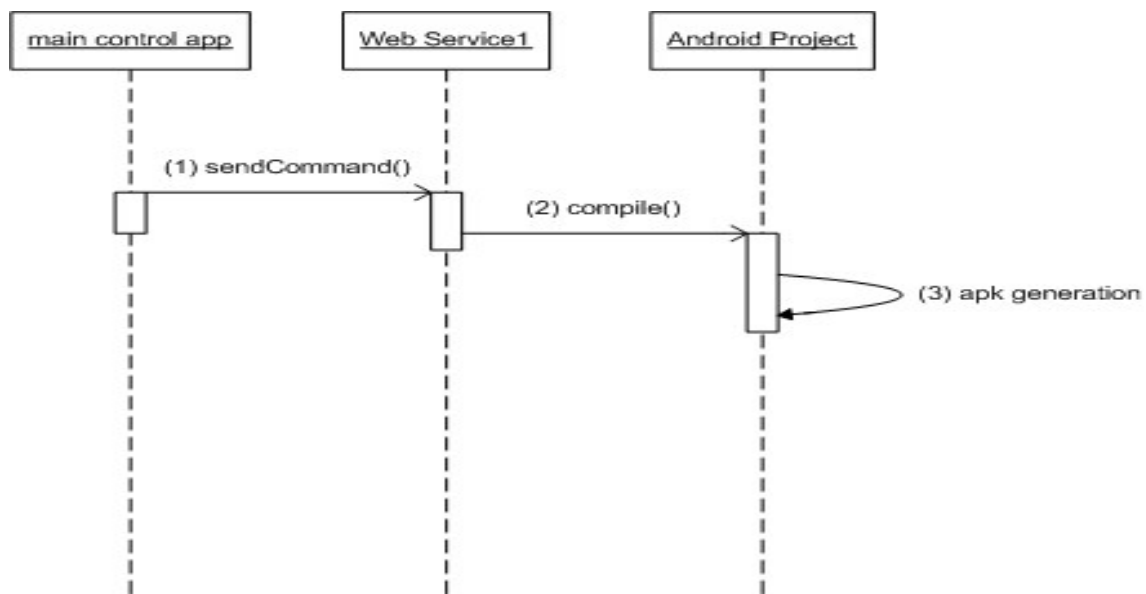 main control app
Web Service1
Android Project
(1) sendCommand()
(2) compile()
(3) apk generation